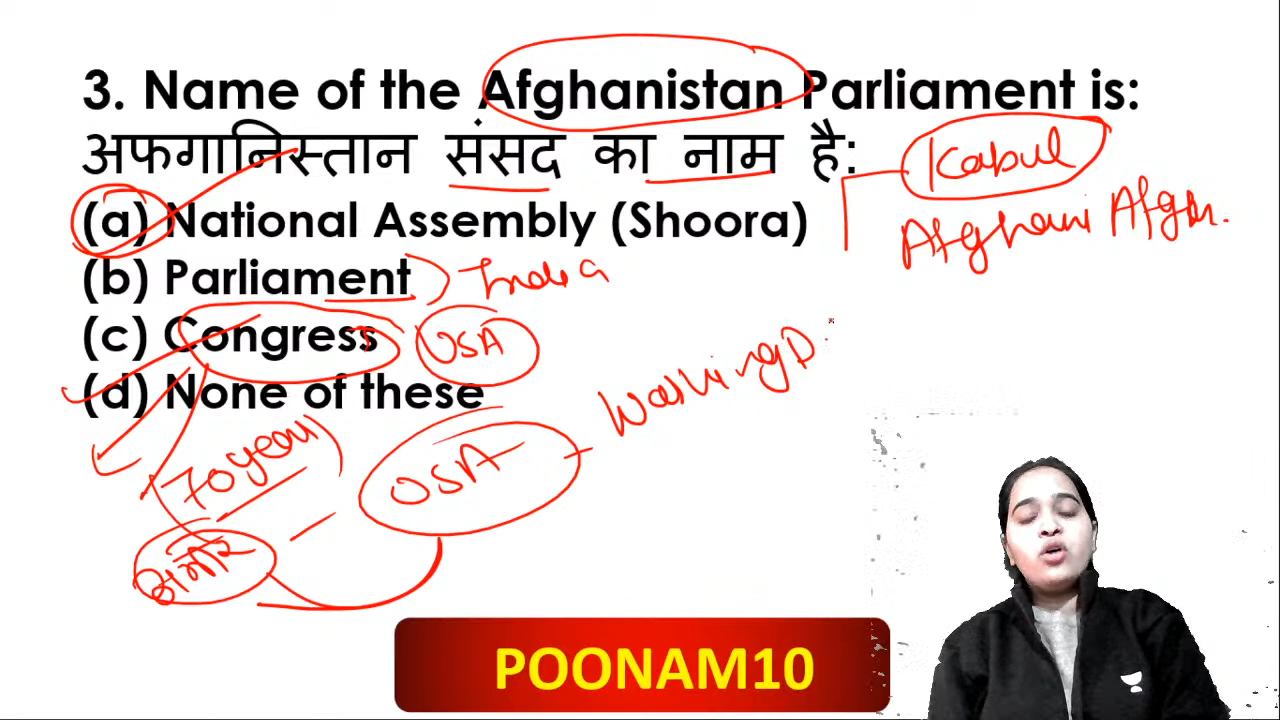 3. Name of the Afghanistan Parliament is:
अफगानिस्तान संसद का नाम है:
Kabul
(a) National Assembly (Shoora)
Afghani Afgh.
(b) Parliament
India
(c) Congress
USA
Washing D.
(d) None of these
70 year
USA
POONAM10